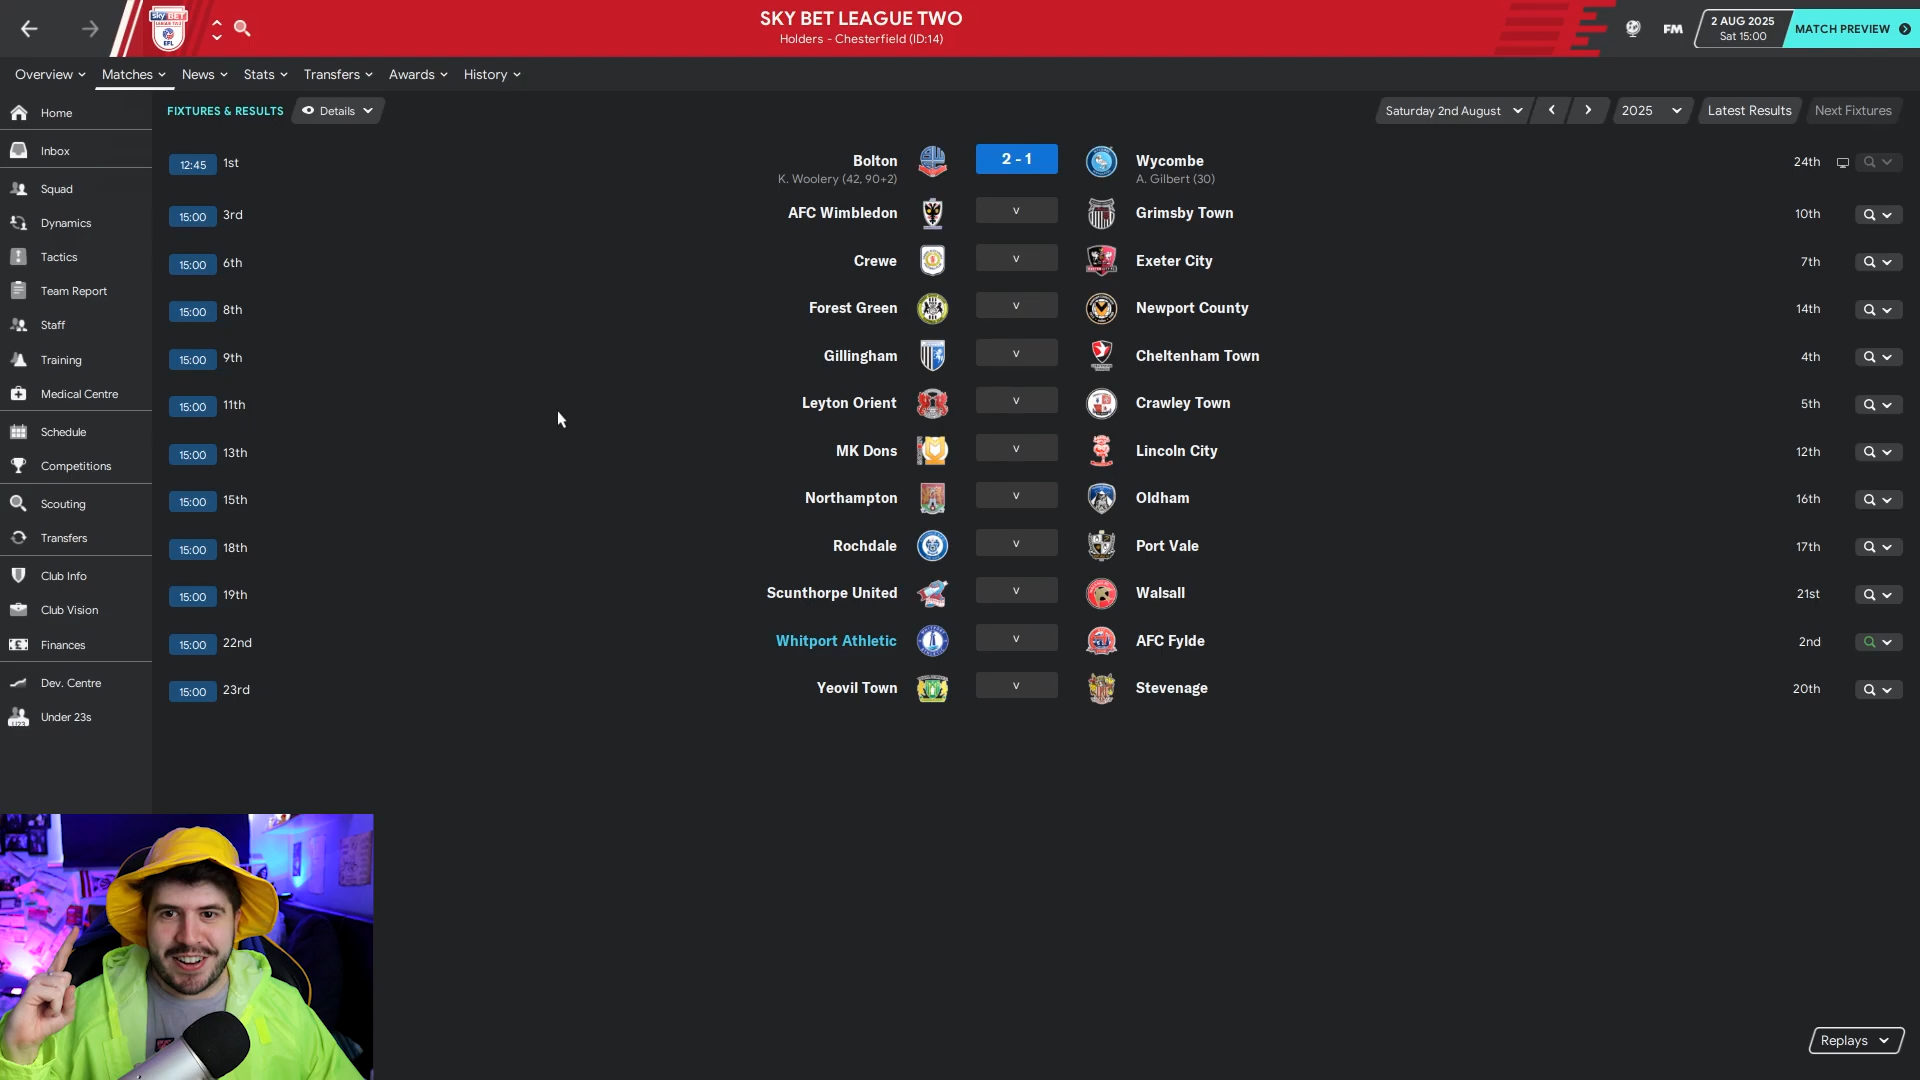 SKY BET LEAGUE TWO
Holders - Chesterfield (ID:14)
FM
2 AUG 2025
Sat 15:00
MATCH PREVIEW
Overview Matches News Stats Transfers Awards History
Home
Inbox
Squad
Dynamics
Tactics
Team Report
Staff
Training
Medical Centre
Schedule
Competitions
Scouting
Transfers
Club Info
Club Vision
Finances
Dev. Centre
U23
Under 23s
FIXTURES & RESULTS Details Saturday 2nd August 2025 Latest Results Next Fixtures
12:45 1st Bolton 2 - 1 Wycombe 24th
K. Woolery (42, 90+2) A. Gilbert (30)
15:00 3rd AFC Wimbledon v Grimsby Town 10th
15:00 6th Crewe v Exeter City 7th
15:00 8th Forest Green v Newport County 14th
15:00 9th Gillingham v Cheltenham Town 4th
15:00 11th Leyton Orient v Crawley Town 5th
15:00 13th MK Dons v Lincoln City 12th
15:00 15th Northampton v Oldham 16th
15:00 18th Rochdale v Port Vale 17th
15:00 19th Scunthorpe United v Walsall 21st
15:00 22nd Whitport Athletic v AFC Fylde 2nd
15:00 23rd Yeovil Town v Stevenage 20th
Replays